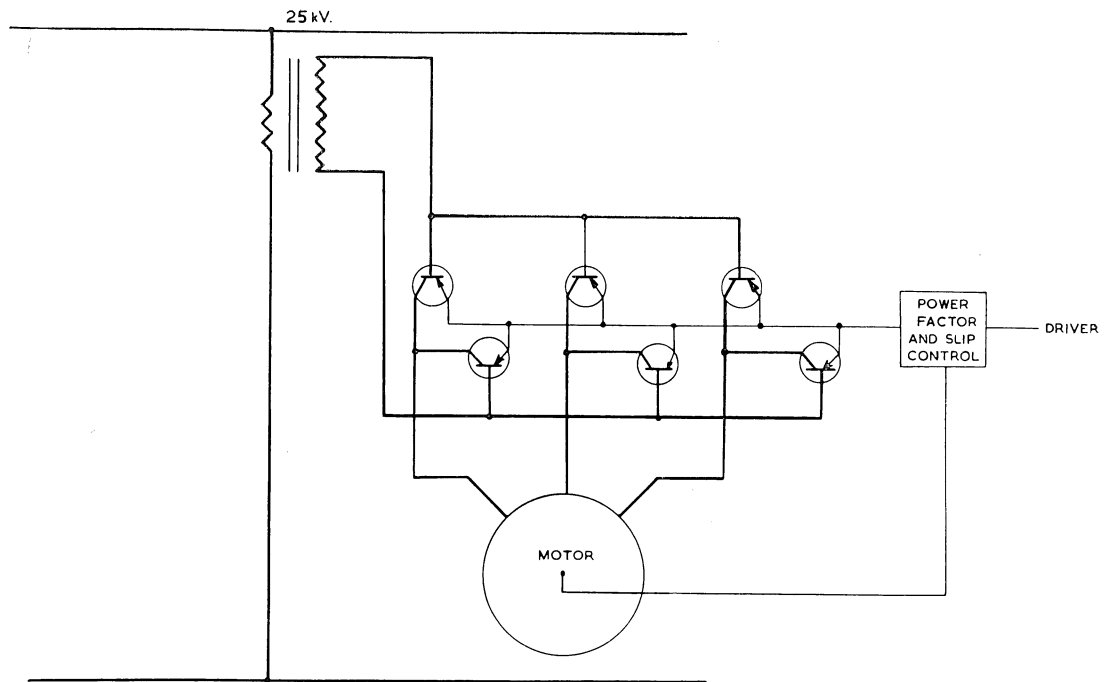 25 kV.
POWER
FACTOR
AND SLIP
CONTROL
DRIVER
MOTOR